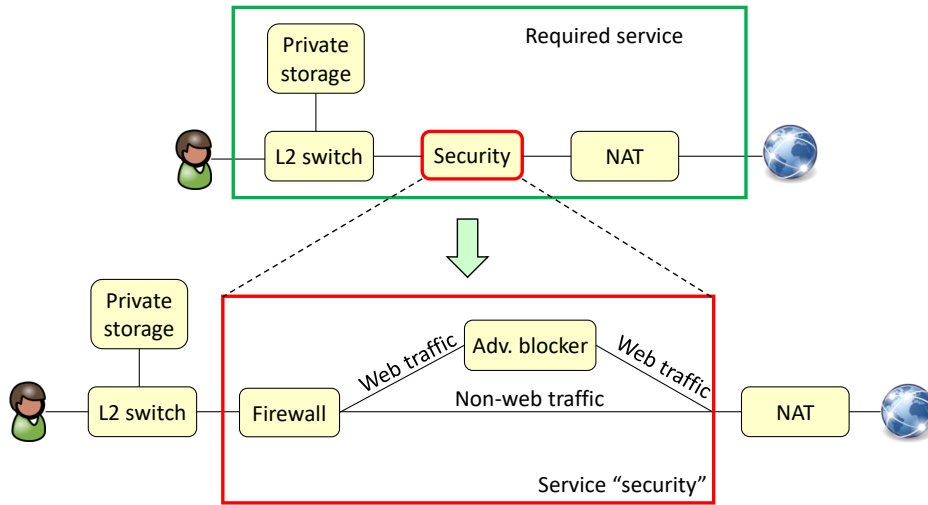 Required service
Private
storage
L2 switch
Security
NAT
Private
storage
L2 switch
Firewall
Web traffic
Adv. blocker
Web traffic
Non-web traffic
NAT
Service “security”